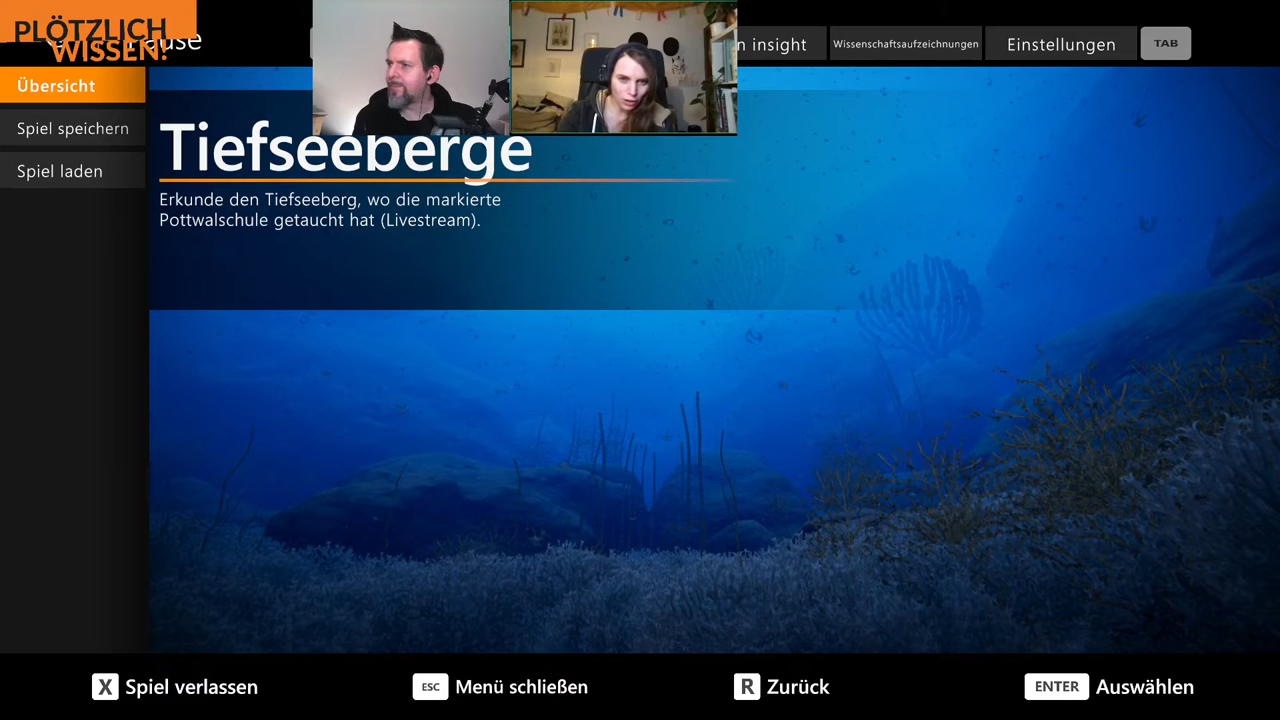 PLÖTZLICH
WISSEN!
n insight
Wissenschaftsaufzeichnungen
Einstellungen
TAB
Übersicht
Spiel speichern
Spiel laden
Tiefseeberge
Erkunde den Tiefseeberg, wo die markierte
Pottwalschule getaucht hat (Livestream).
X Spiel verlassen
ESC Menü schließen
R Zurück
ENTER Auswählen